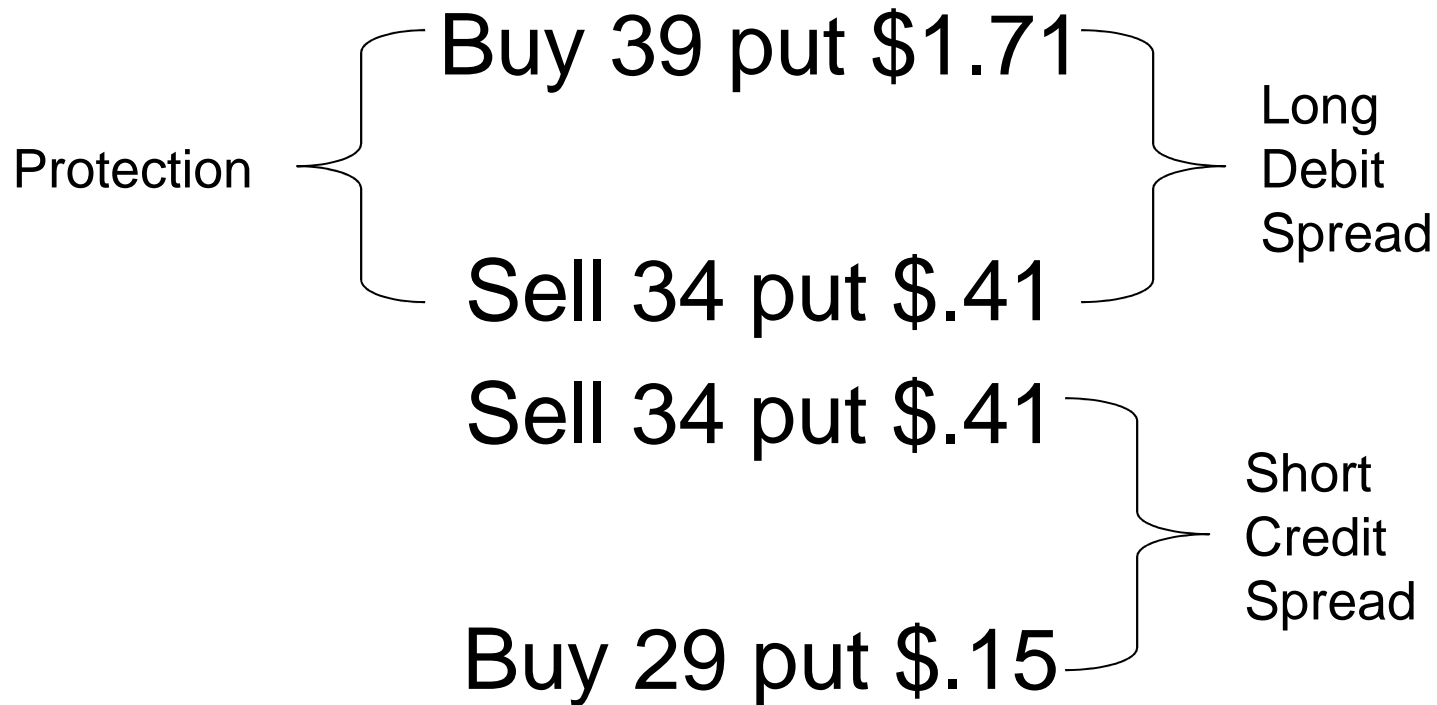 Buy 39 put $1.71
Protection
Long
Debit
Spread
Sell 34 put $.41
Sell 34 put $.41
Short
Credit
Spread
Buy 29 put $.15